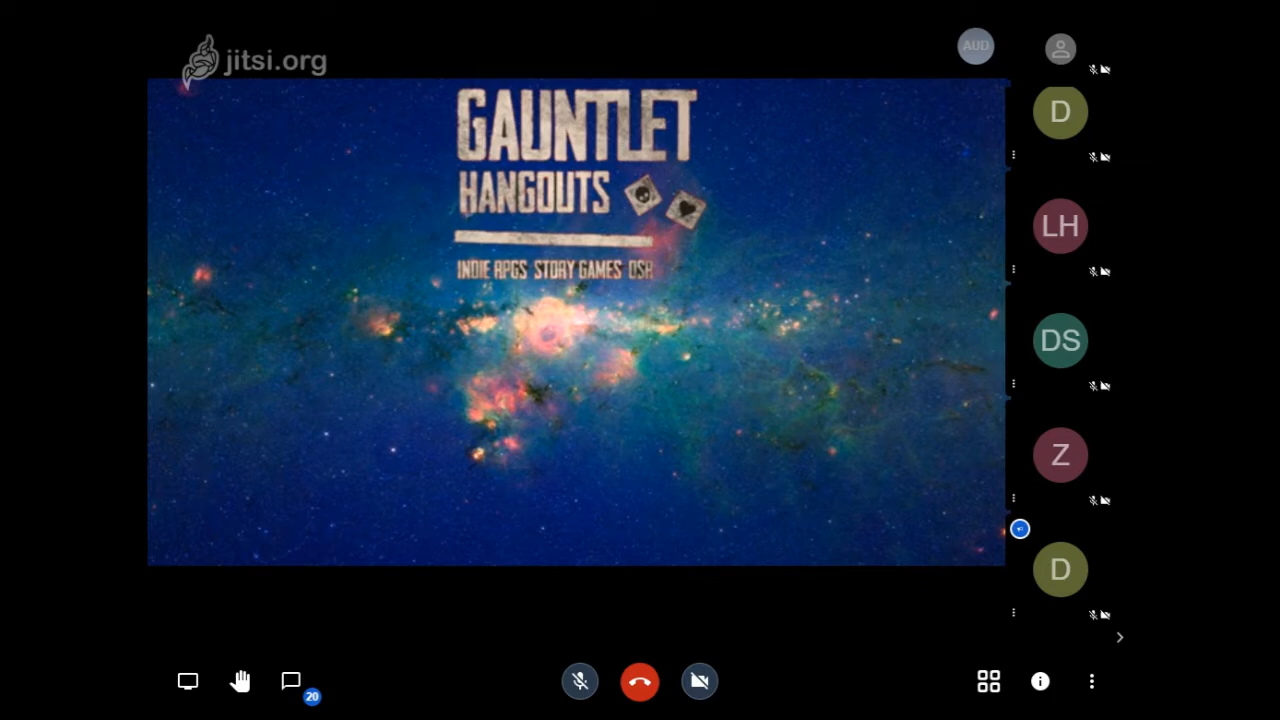 jitsi.org
AUD
GAUNTLET
HANGOUTS
INDIE RPGS STORY GAMES OSR
D
LH
DS
Z
D
20